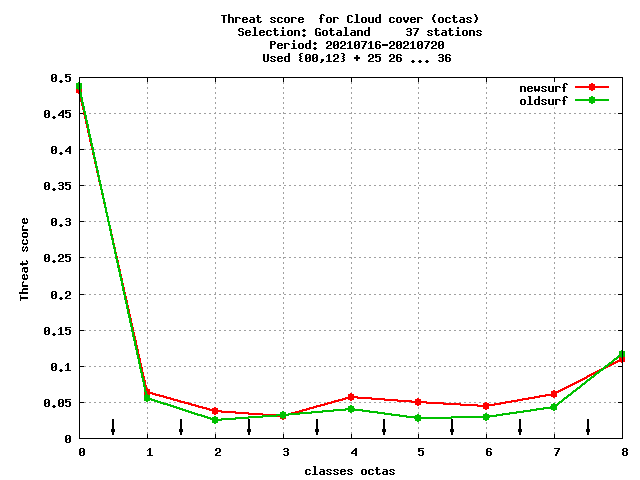 Threat score  for Cloud cover (octas)
Selection: Gotaland     37 stations
Period: 20210716-20210720
Used {00,12} + 25 26 ... 36
newsurf
oldsurf
0.5
0.45
0.4
0.35
0.3
0.25
0.2
0.15
0.1
0.05
0
Threat score
0 1 2 3 4 5 6 7 8
classes octas